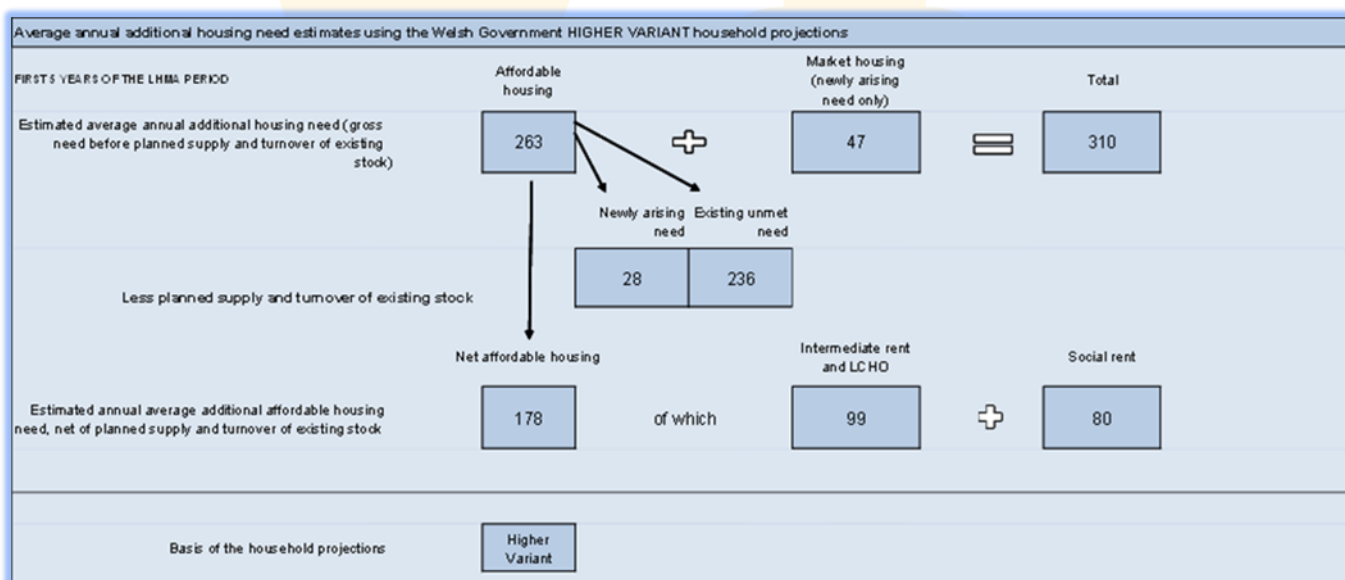 Average annual additional housing need estimates using the Welsh Government HIGHER VARIANT household projections
FIRST 5 YEARS OF THE LHMA PERIOD
Affordable
housing
Market housing
(newly arising
need only)
Total
Estimated average annual additional housing need (gross
need before planned supply and turnover of existing
stock)
263
47
310
Newly arising
need
Existing unmet
need
28
236
Less planned supply and turnover of existing stock
Net affordable housing
Intermediate rent
and LCHO
Social rent
Estimated annual average additional affordable housing
need, net of planned supply and turnover of existing stock
178
of which
99
80
Basis of the household projections
Higher
Variant